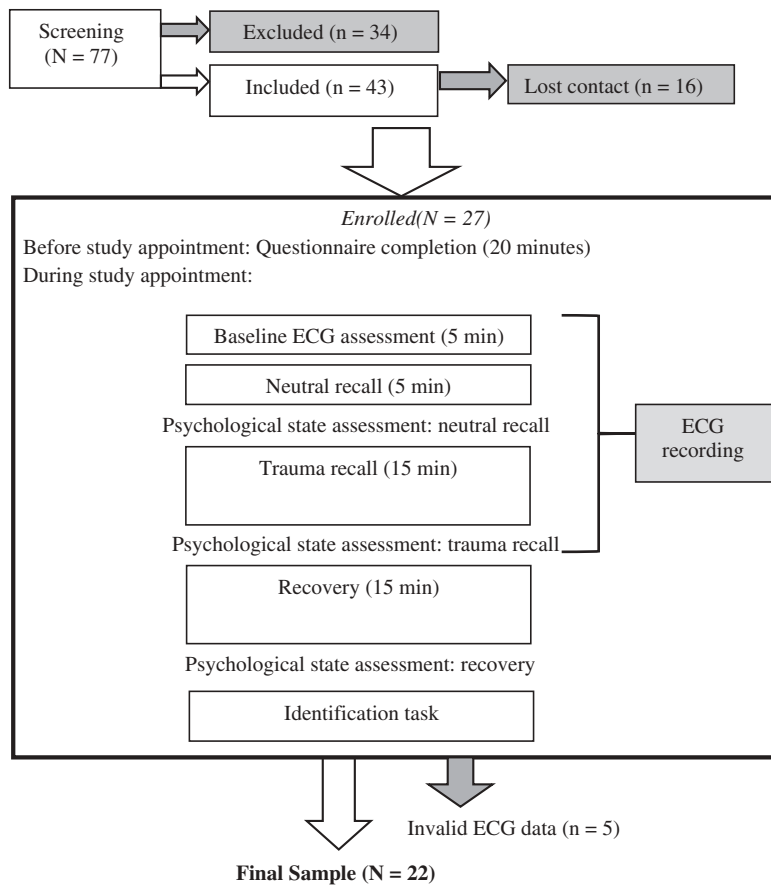 Screening
(N = 77)
Excluded (n = 34)
Included (n = 43)
Lost contact (n = 16)
Enrolled(N = 27)
Before study appointment: Questionnaire completion (20 minutes)
During study appointment:
Baseline ECG assessment (5 min)
Neutral recall (5 min)
Psychological state assessment: neutral recall
ECG
recording
Trauma recall (15 min)
Psychological state assessment: trauma recall
Recovery (15 min)
Psychological state assessment: recovery
Identification task
Invalid ECG data (n = 5)
Final Sample (N = 22)